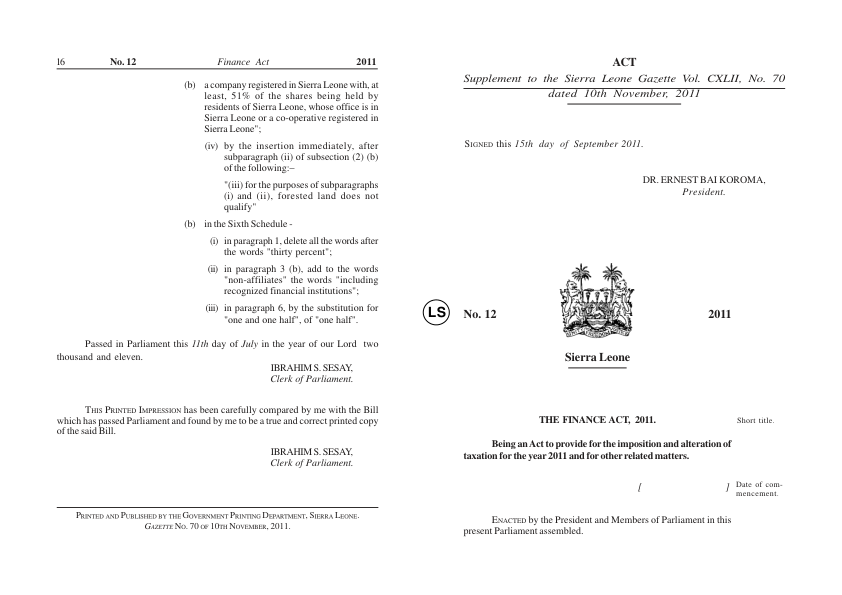 16 No. 12 Finance Act 2011
(b) a company registered in Sierra Leone with, at
least, 51% of the shares being held by
residents of Sierra Leone, whose office is in
Sierra Leone or a co-operative registered in
Sierra Leone";
(iv) by the insertion immediately, after
subparagraph (ii) of subsection (2) (b)
of the following:–
"(iii) for the purposes of subparagraphs
(i) and (ii), forested land does not
qualify"
(b) in the Sixth Schedule -
(i) in paragraph 1, delete all the words after
the words "thirty percent";
(ii) in paragraph 3 (b), add to the words
"non-affiliates" the words "including
recognized financial institutions";
(iii) in paragraph 6, by the substitution for
"one and one half", of "one half".
Passed in Parliament this 11th day of July in the year of our Lord two
thousand and eleven.
IBRAHIM S. SESAY,
Clerk of Parliament.
THIS PRINTED IMPRESSION has been carefully compared by me with the Bill
which has passed Parliament and found by me to be a true and correct printed copy
of the said Bill.
IBRAHIM S. SESAY,
Clerk of Parliament.
PRINTED AND PUBLISHED BY THE GOVERNMENT PRINTING DEPARTMENT, SIERRA LEONE.
GAZETTE NO. 70 OF 10TH NOVEMBER, 2011.
ACT
Supplement to the Sierra Leone Gazette Vol. CXLII, No. 70
dated 10th November, 2011
SIGNED this 15th day of September 2011.
DR. ERNEST BAI KOROMA,
President.
LS
No. 12 2011
Sierra Leone
THE FINANCE ACT, 2011. Short title.
Being an Act to provide for the imposition and alteration of
taxation for the year 2011 and for other related matters.
[ ] Date of com-
mencement.
ENACTED by the President and Members of Parliament in this
present Parliament assembled.